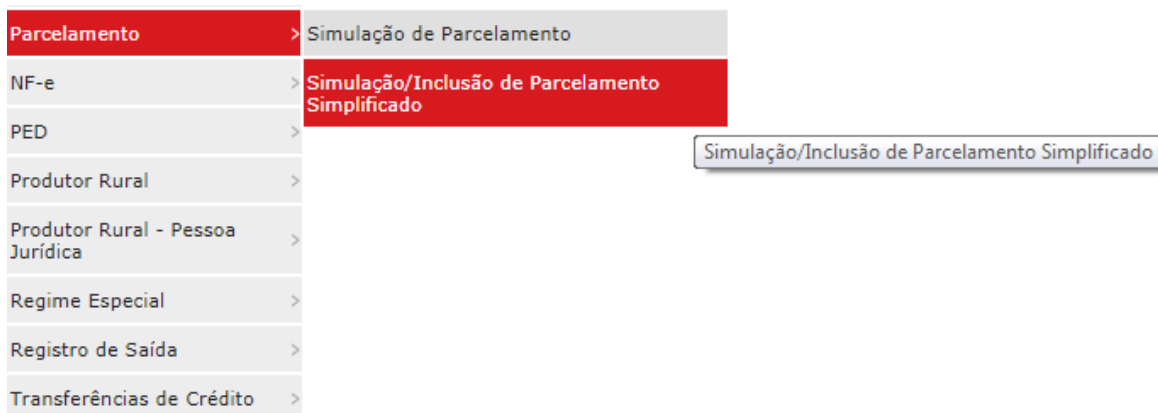 Parcelamento > Simulação de Parcelamento
NF-e > Simulação/Inclusão de Parcelamento
Simplificado
PED >
Simulação/Inclusão de Parcelamento Simplificado
Produtor Rural >
Produtor Rural - Pessoa
Jurídica >
Regime Especial >
Registro de Saída >
Transferências de Crédito >